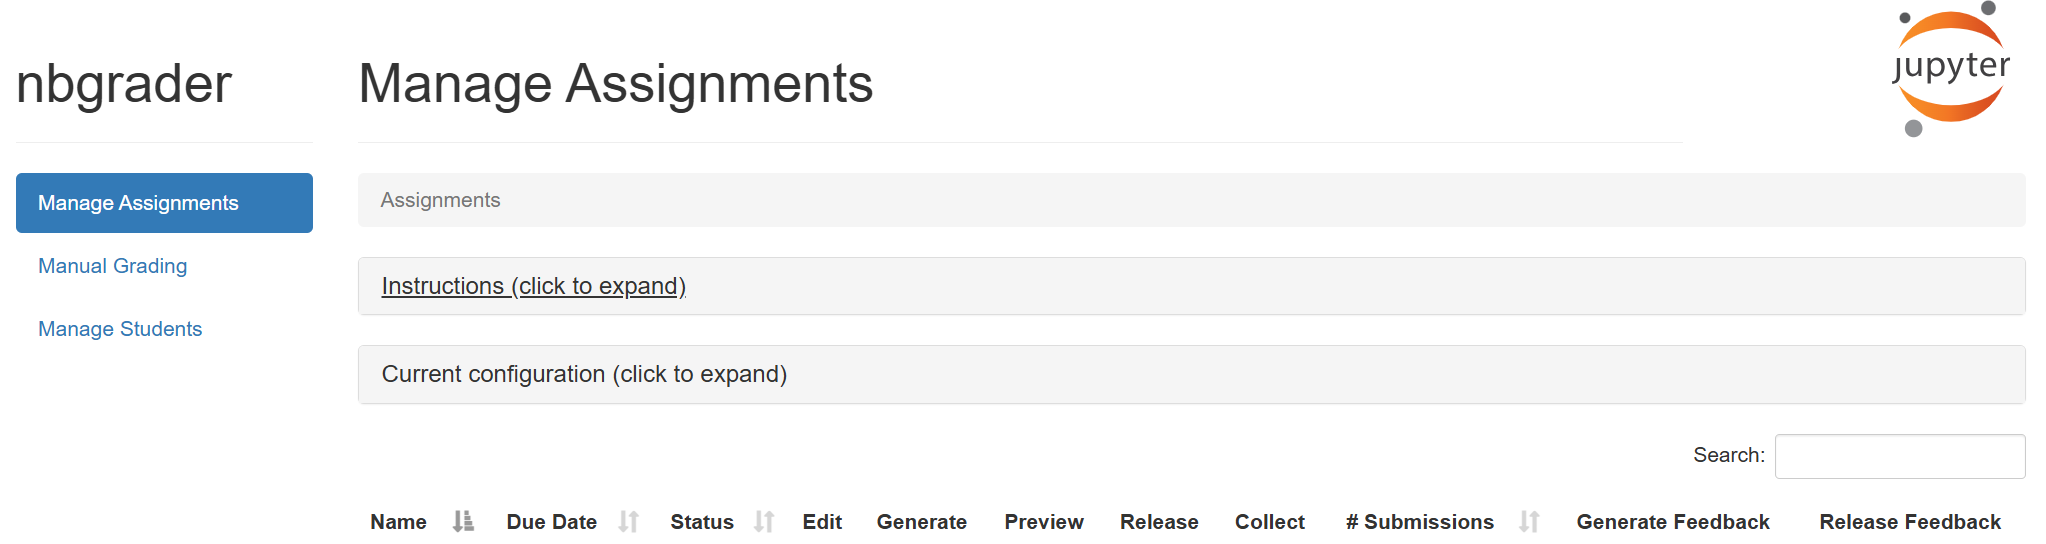 nbgrader
Manage Assignments
jupyter
Manage Assignments
Manual Grading
Manage Students
Assignments
Instructions (click to expand)
Current configuration (click to expand)
Search:
Name Due Date Status Edit Generate Preview Release Collect # Submissions Generate Feedback Release Feedback